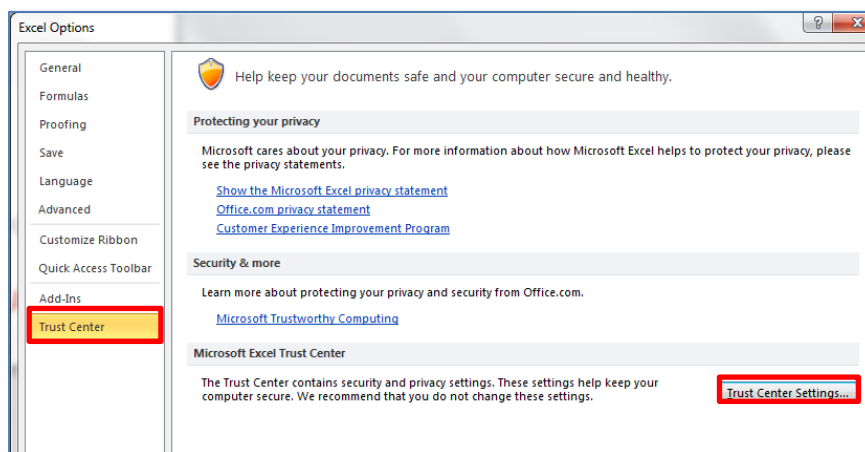 Excel Options
General
Formulas
Proofing
Save
Language
Advanced
Customize Ribbon
Quick Access Toolbar
Add-Ins
Trust Center
Help keep your documents safe and your computer secure and healthy.
Protecting your privacy
Microsoft cares about your privacy. For more information about how Microsoft Excel helps to protect your privacy, please
see the privacy statements.
Show the Microsoft Excel privacy statement
Office.com privacy statement
Customer Experience Improvement Program
Security & more
Learn more about protecting your privacy and security from Office.com.
Microsoft Trustworthy Computing
Microsoft Excel Trust Center
The Trust Center contains security and privacy settings. These settings help keep your
computer secure. We recommend that you do not change these settings.
Trust Center Settings...